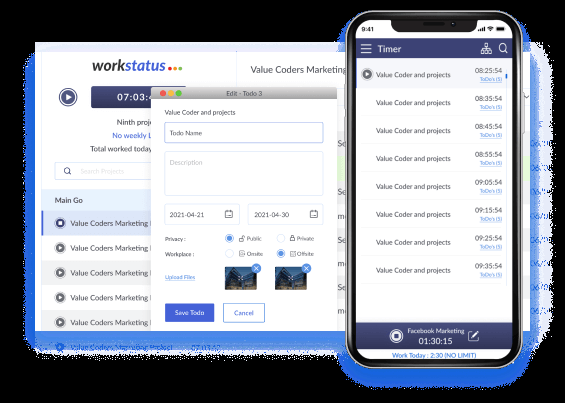 workstatus
Value Coders Marketing
07:03:4
Ninth proje
No weekly L
Total worked today
Search Projects
Main Go
Value Coders Marketing
Value Coders Marketing
Value Coders Marketing
Value Coders Marketing
Value Coders Marketing
Value Coders Marketing Project
07:03:
Edit - Todo 3
Value Coder and projects
Todo Name
Description
2021-04-21
2021-04-30
Privacy :
Public
Private
Workplace :
Onsite
Offsite
Upload Files
Save Todo
Cancel
9:41
Timer
Value Coder and projects
08:25:54
ToDo's (5)
Value Coder and projects
08:35:54
ToDo's (5)
Value Coder and projects
08:45:54
ToDo's (5)
Value Coder and projects
08:55:54
ToDo's (5)
Value Coder and projects
09:05:54
ToDo's (5)
Value Coder and projects
09:15:54
ToDo's (5)
Value Coder and projects
09:25:54
ToDo's (5)
Value Coder and projects
09:35:54
ToDo's (5)
Facebook Marketing
01:30:15
Work Today : 2:30 (NO LIMIT)